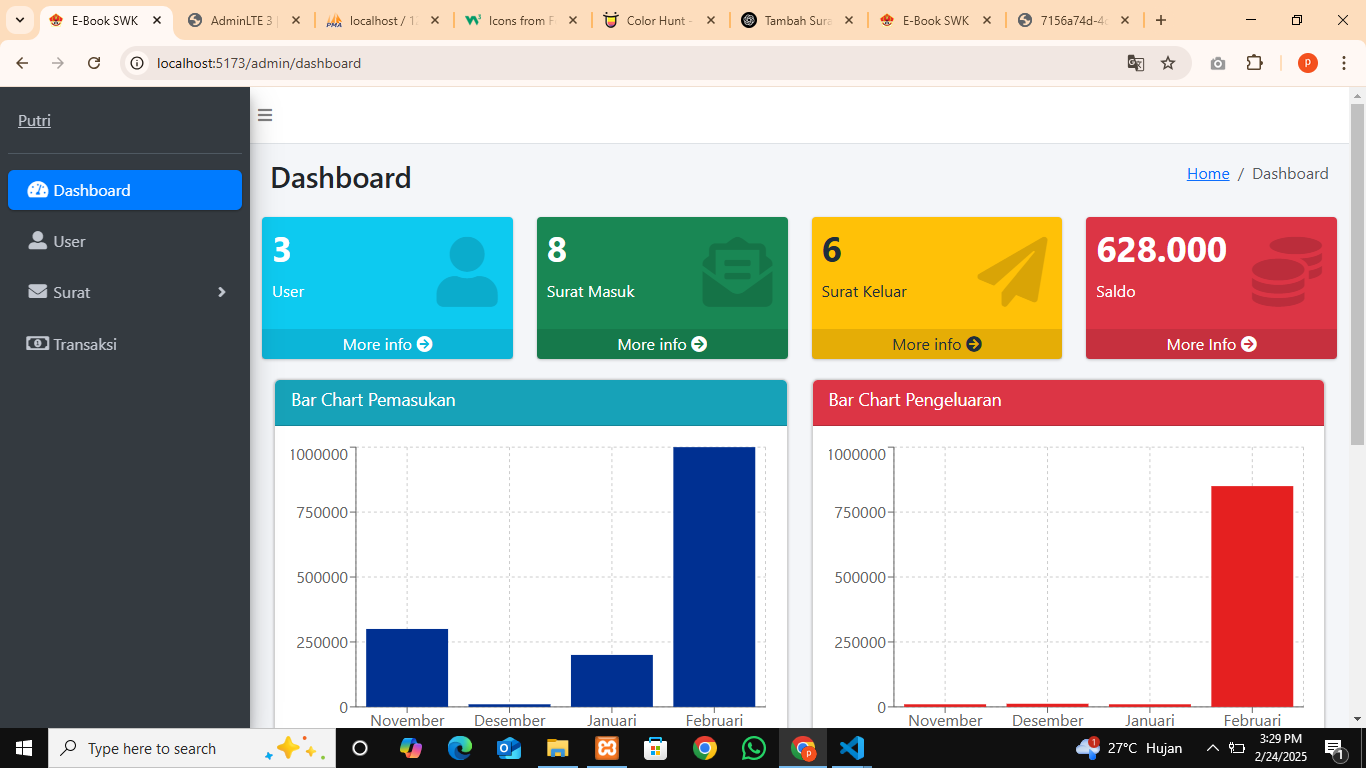 E-Book SWK
AdminLTE 3 |
localhost / 12
Icons from F
Color Hunt -
Tambah Sura
E-Book SWK
7156a74d-4
localhost:5173/admin/dashboard
P
Putri
Dashboard
User
Surat
Transaksi
Dashboard
Home / Dashboard
3
User
More info
8
Surat Masuk
More info
6
Surat Keluar
More info
628.000
Saldo
More Info
Bar Chart Pemasukan
1000000
750000
500000
250000
0
November Desember Januari Februari
Bar Chart Pengeluaran
1000000
750000
500000
250000
0
November Desember Januari Februari
Type here to search
1
27°C Hujan
3:29 PM
2/24/2025
1